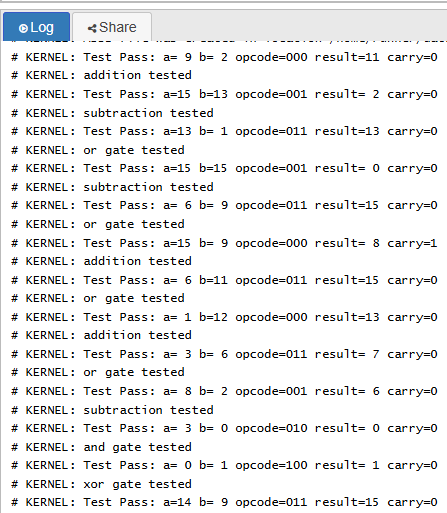 Log
Share
# KERNEL: Test Pass: a= 9 b= 2 opcode=000 result=11 carry=0
# KERNEL: addition tested
# KERNEL: Test Pass: a=15 b=13 opcode=001 result= 2 carry=0
# KERNEL: subtraction tested
# KERNEL: Test Pass: a=13 b= 1 opcode=011 result=13 carry=0
# KERNEL: or gate tested
# KERNEL: Test Pass: a=15 b=15 opcode=001 result= 0 carry=0
# KERNEL: subtraction tested
# KERNEL: Test Pass: a= 6 b= 9 opcode=011 result=15 carry=0
# KERNEL: or gate tested
# KERNEL: Test Pass: a=15 b= 9 opcode=000 result= 8 carry=1
# KERNEL: addition tested
# KERNEL: Test Pass: a= 6 b=11 opcode=011 result=15 carry=0
# KERNEL: or gate tested
# KERNEL: Test Pass: a= 1 b=12 opcode=000 result=13 carry=0
# KERNEL: addition tested
# KERNEL: Test Pass: a= 3 b= 6 opcode=011 result= 7 carry=0
# KERNEL: or gate tested
# KERNEL: Test Pass: a= 8 b= 2 opcode=001 result= 6 carry=0
# KERNEL: subtraction tested
# KERNEL: Test Pass: a= 3 b= 0 opcode=010 result= 0 carry=0
# KERNEL: and gate tested
# KERNEL: Test Pass: a= 0 b= 1 opcode=100 result= 1 carry=0
# KERNEL: xor gate tested
# KERNEL: Test Pass: a=14 b= 9 opcode=011 result=15 carry=0